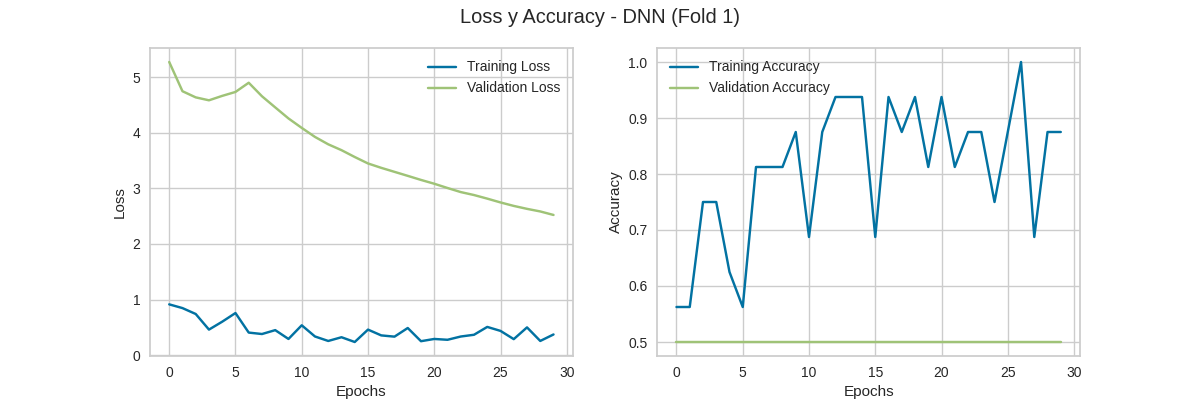 Loss y Accuracy - DNN (Fold 1)
Training Loss
Validation Loss
5
4
3
2
1
0
Loss
0 5 10 15 20 25 30
Epochs
Training Accuracy
Validation Accuracy
1.0
0.9
0.8
0.7
0.6
0.5
Accuracy
0 5 10 15 20 25 30
Epochs